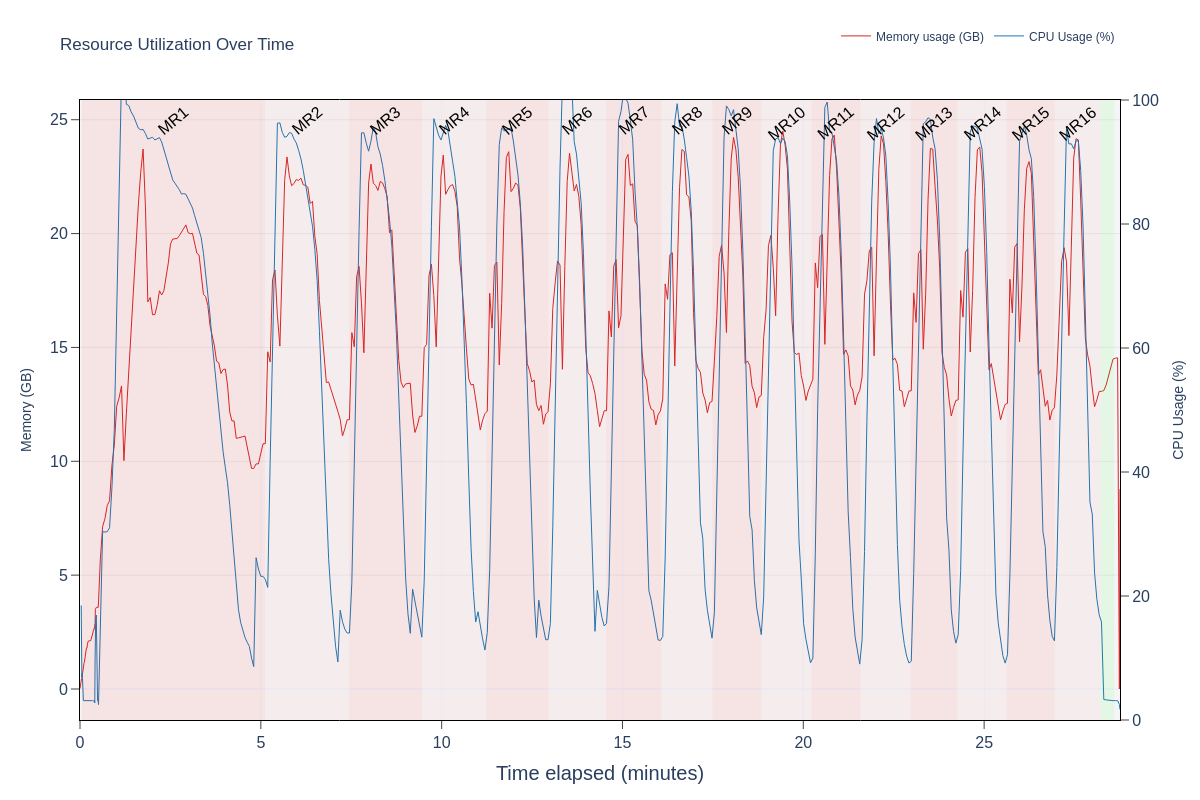 Resource Utilization Over Time
Memory usage (GB)
CPU Usage (%)
MR1
MR2
MR3
MR4
MR5
MR6
MR7
MR8
MR9
MR10
MR11
MR12
MR13
MR14
MR15
MR16
25
20
15
10
5
0
Memory (GB)
100
80
60
40
20
0
CPU Usage (%)
0
5
10
15
20
25
Time elapsed (minutes)